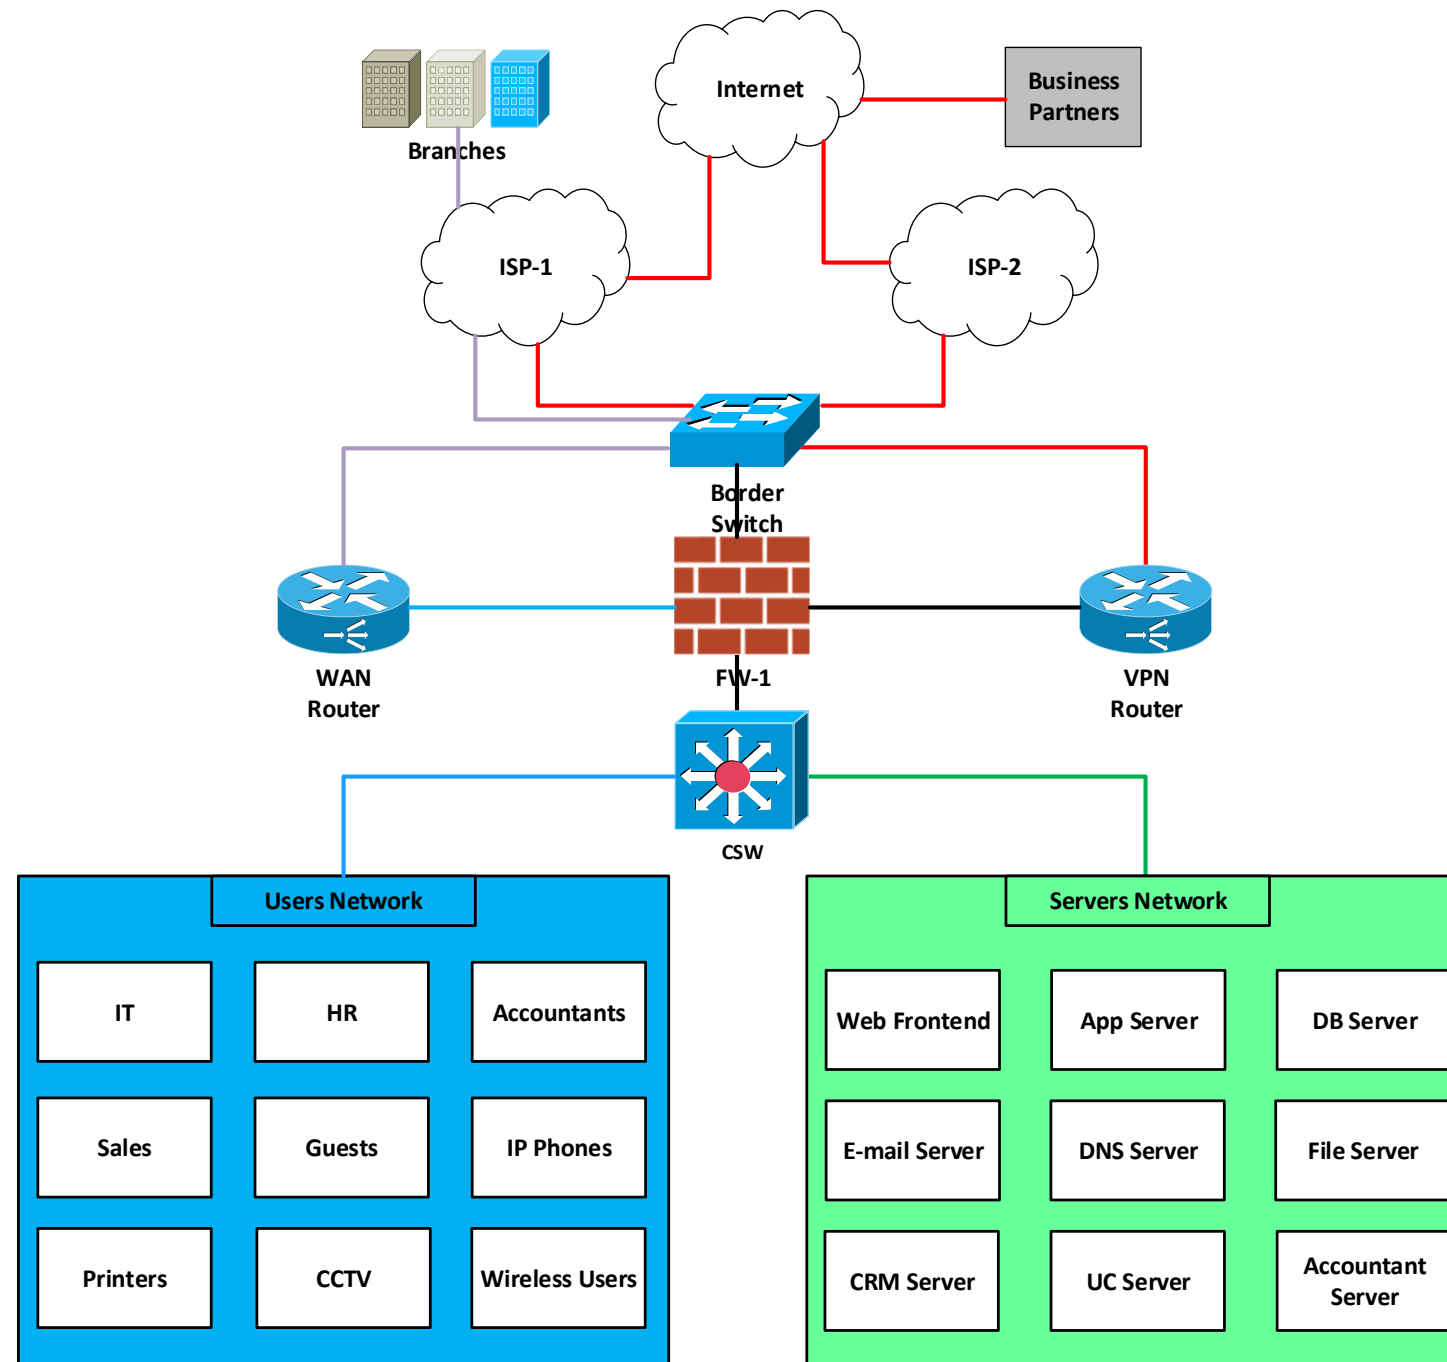 Internet
Business
Partners
Branches
ISP-1
ISP-2
Border
Switch
WAN
Router
FW-1
VPN
Router
CSW
Users Network
Servers Network
IT
HR
Accountants
Web Frontend
App Server
DB Server
Sales
Guests
IP Phones
E-mail Server
DNS Server
File Server
Printers
CCTV
Wireless Users
CRM Server
UC Server
Accountant
Server